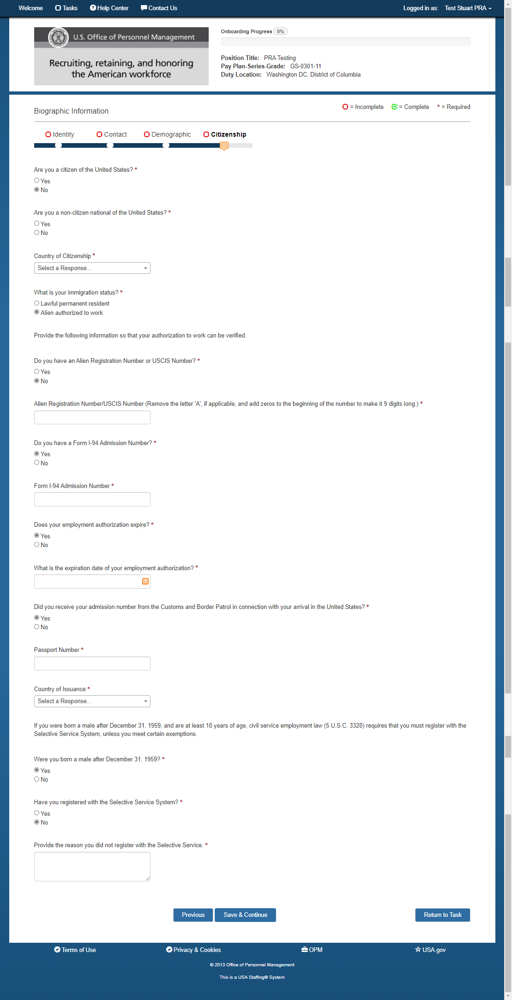 Welcome Tasks Help Center Contact Us Logged in as: Test Stuart PRA
U.S. Office of Personnel Management
Recruiting, retaining, and honoring
the American workforce
Onboarding Progress 0%
Position Title: PRA Testing
Pay Plan-Series-Grade: GS-0301-11
Duty Location: Washington DC, District of Columbia
Biographic Information
= Incomplete = Complete * = Required
Identity Contact Demographic Citizenship
Are you a citizen of the United States? *
Yes
No
Are you a non-citizen national of the United States? *
Yes
No
Country of Citizenship *
Select a Response...
What is your immigration status? *
Lawful permanent resident
Alien authorized to work
Provide the following information so that your authorization to work can be verified.
Do you have an Alien Registration Number or USCIS Number? *
Yes
No
Alien Registration Number/USCIS Number (Remove the letter 'A', if applicable, and add zeros to the beginning of the number to make it 9 digits long.) *
Do you have a Form I-94 Admission Number? *
Yes
No
Form I-94 Admission Number *
Does your employment authorization expire? *
Yes
No
What is the expiration date of your employment authorization? *
Did you receive your admission number from the Customs and Border Patrol in connection with your arrival in the United States? *
Yes
No
Passport Number *
Country of Issuance *
Select a Response...
If you were born a male after December 31, 1959, and are at least 18 years of age, civil service employment law (5 U.S.C. 3328) requires that you must register with the
Selective Service System, unless you meet certain exemptions.
Were you born a male after December 31, 1959? *
Yes
No
Have you registered with the Selective Service System? *
Yes
No
Provide the reason you did not register with the Selective Service. *
Previous Save & Continue Return to Task
Terms of Use Privacy & Cookies OPM USA.gov
© 2013 Office of Personnel Management
This is a USA Staffing® System